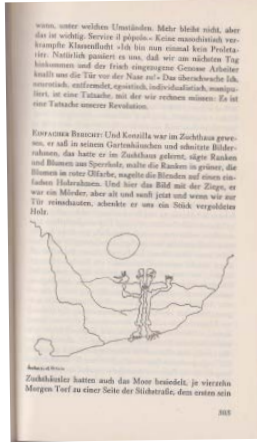 wann, unter welchen Umständen. Mehr bleibt nicht, aber
das ist wichtig. Service il pópolo.« Keine masochistisch ver-
krampfte Klassenflucht »Ich bin nun einmal kein Proleta-
rier. Natürlich passiert es uns, daß wir am nächsten Tag
hinkommen und der frisch eingezogene Genosse Arbeiter
knallt uns die Tür vor der Nase zu!« Das überwache Ich,
neurotisch, entfremdet, egoistisch, individualistisch, manipu-
liert, ist eine Tatsache, mit der wir rechnen müssen: Es ist
eine Tatsache unserer Revolution.
EINFACHER BERICHT: Und Konzilla war im Zuchthaus gewe-
sen, er saß in seinem Gartenhäuschen und schnitzte Bilder-
rahmen, das hatte er im Zuchthaus gelernt, sägte Ranken
und Blumen aus Sperrholz, malte die Ranken in grüner, die
Blumen in roter Ölfarbe, nagelte die Blenden auf einen ein-
fachen Holzrahmen. Und hier das Bild mit der Ziege, er
war ein Mörder, aber alt und sanft jetzt und wenn wir zur
Tür reinschauten, schenkte er uns ein Stück vergoldetes
Holz.
Zuchthäusler hatten auch das Moor besiedelt, je vierzehn
Morgen Torf zu einer Seite der Stichstraße, dem ersten sein
305